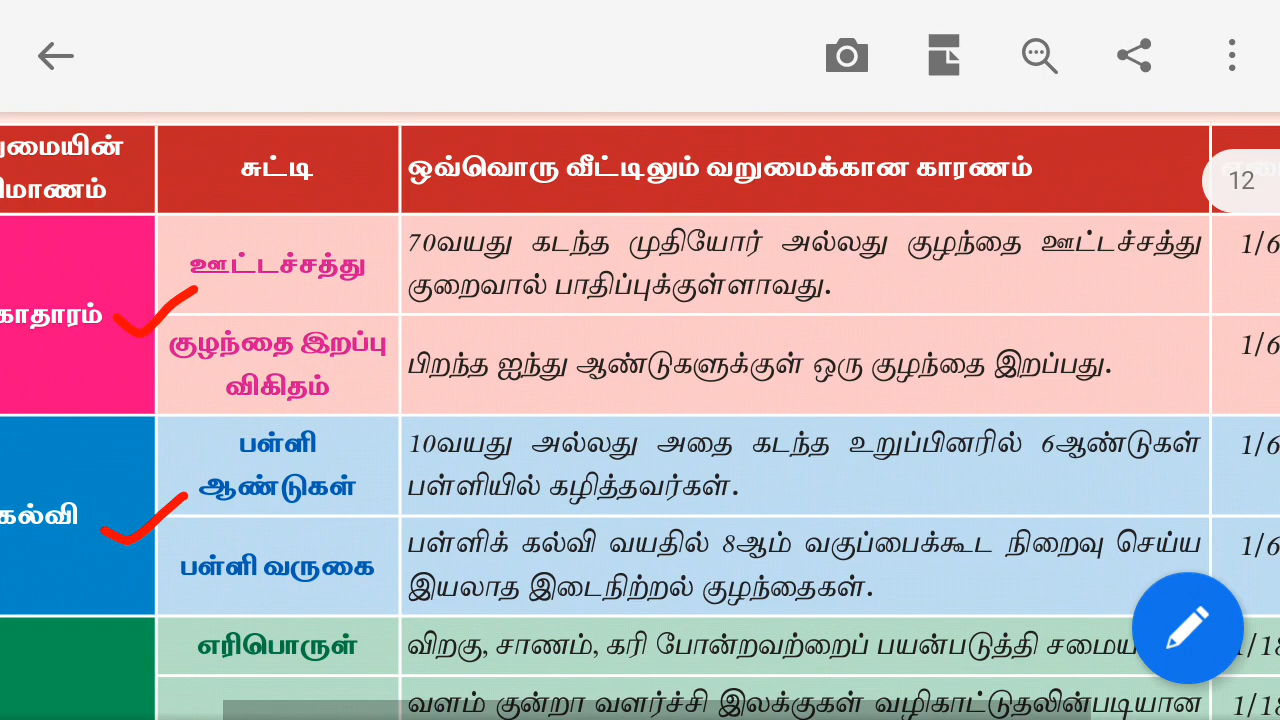 12
சுட்டி
ஒவ்வொரு வீட்டிலும் வறுமைக்கான காரணம்
ஊட்டச்சத்து
70வயது கடந்த முதியோர் அல்லது குழந்தை ஊட்டச்சத்து
குறைவால் பாதிப்புக்குள்ளாவது.
1/6
குழந்தை இறப்பு
விகிதம்
பிறந்த ஐந்து ஆண்டுகளுக்குள் ஒரு குழந்தை இறப்பது.
1/6
கல்வி
பள்ளி
ஆண்டுகள்
10வயது அல்லது அதை கடந்த உறுப்பினரில் 6ஆண்டுகள்
பள்ளியில் கழித்தவர்கள்.
1/6
பள்ளி வருகை
பள்ளிக் கல்வி வயதில் 8ஆம் வகுப்பைக்கூட நிறைவு செய்ய
இயலாத இடைநிற்றல் குழந்தைகள்.
1/6
எரிபொருள்
விறகு, சாணம், கரி போன்றவற்றைப் பயன்படுத்தி
1/18
வளம் குன்றா வளர்ச்சி இலக்குகள் வழிகாட்டுதலின்படியான
1/18